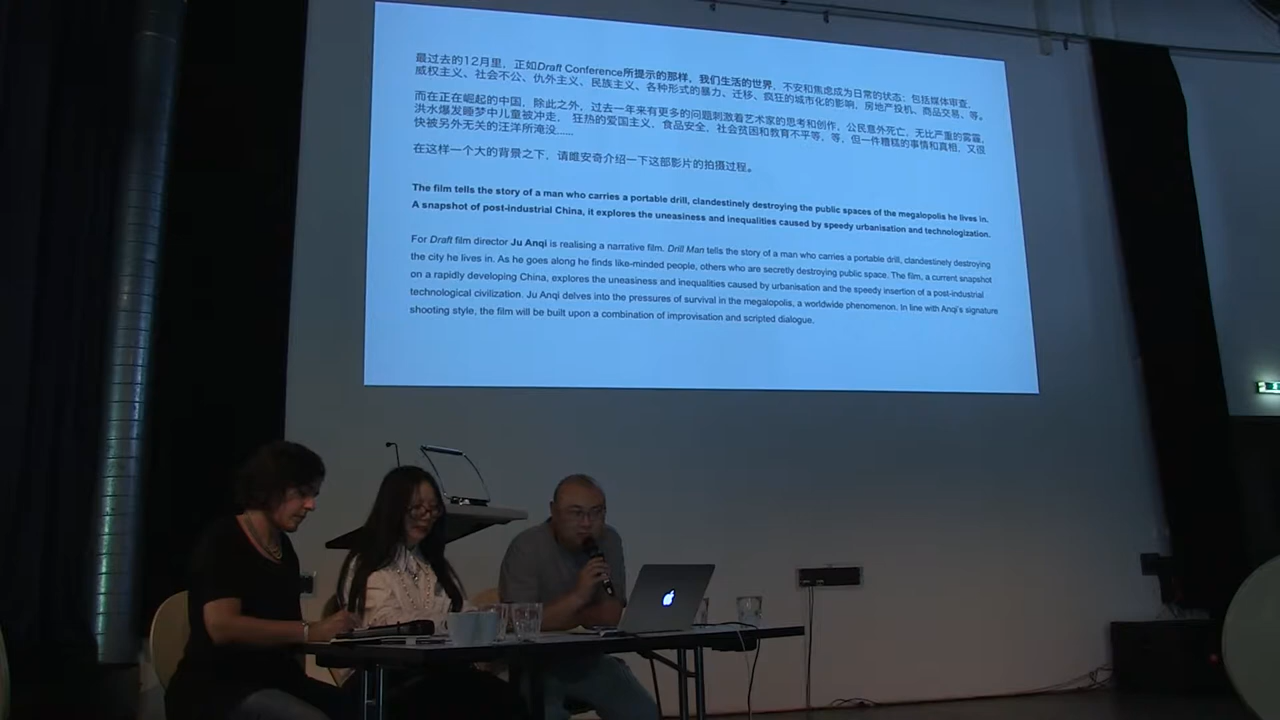 最过去的12月里，正如Draft Conference所提示的那样，我们生活的世界，不安和焦虑成为日常的状态；包括媒体审查，
威权主义、社会不公、仇外主义、民族主义、各种形式的暴力、迁移、疯狂的城市化的影响，房地产投机、商品交易、等。
而在正在崛起的中国，除此之外，过去一年来有更多的问题刺激着艺术家的思考和创作，公民意外死亡，无比严重的雾霾，
洪水爆发睡梦中儿童被冲走， 狂热的爱国主义、食品安全，社会贫困和教育不平等，等，但一件糟糕的事情和真相，又很
快被另外无关的汪洋所淹没......
在这样一个大的背景之下，请雎安奇介绍一下这部影片的拍摄过程。
The film tells the story of a man who carries a portable drill, clandestinely destroying the public spaces of the megalopolis he lives in.
A snapshot of post-industrial China, it explores the uneasiness and inequalities caused by speedy urbanisation and technologization.
For Draft film director Ju Anqi is realising a narrative film. Drill Man tells the story of a man who carries a portable drill, clandestinely destroying
the city he lives in. As he goes along he finds like-minded people, others who are secretly destroying public space. The film, a current snapshot
on a rapidly developing China, explores the uneasiness and inequalities caused by urbanisation and the speedy insertion of a post-industrial
technological civilization. Ju Anqi delves into the pressures of survival in the megalopolis, a worldwide phenomenon. In line with Anqi's signature
shooting style, the film will be built upon a combination of improvisation and scripted dialogue.